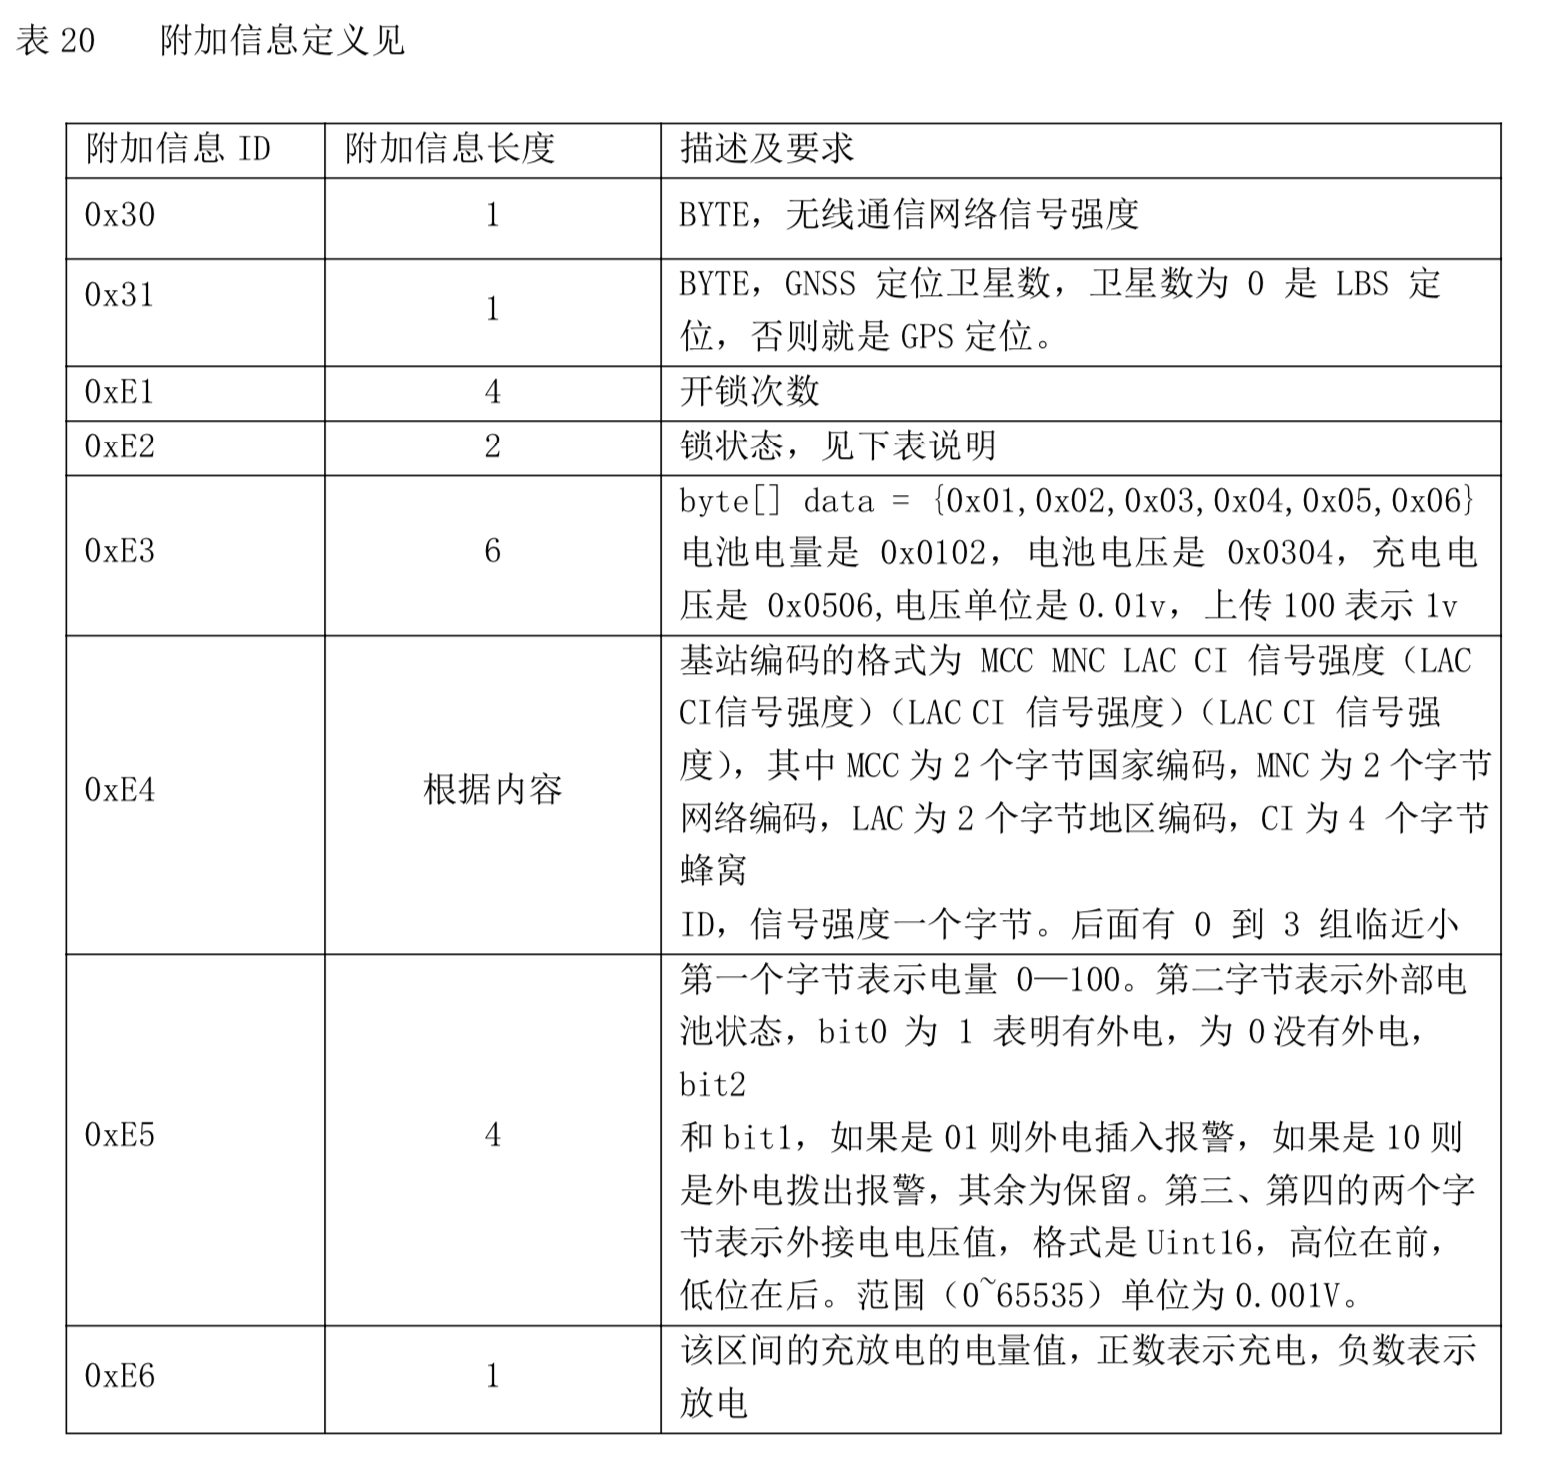 表 20 附加信息定义见
附加信息 ID 附加信息长度 描述及要求
0x30 1 BYTE，无线通信网络信号强度
0x31 1 BYTE，GNSS 定位卫星数，卫星数为 0 是 LBS 定
位，否则就是 GPS 定位。
0xE1 4 开锁次数
0xE2 2 锁状态，见下表说明
0xE3 6 byte[] data = {0x01,0x02,0x03,0x04,0x05,0x06}
电池电量是 0x0102，电池电压是 0x0304，充电电
压是 0x0506,电压单位是 0.01v，上传 100 表示 1v
0xE4 根据内容 基站编码的格式为 MCC MNC LAC CI 信号强度（LAC
CI信号强度）（LAC CI 信号强度）（LAC CI 信号强
度），其中 MCC 为 2 个字节国家编码，MNC 为 2 个字节
网络编码，LAC 为 2 个字节地区编码，CI 为 4 个字节
蜂窝
ID，信号强度一个字节。后面有 0 到 3 组临近小
0xE5 4 第一个字节表示电量 0—100。第二字节表示外部电
池状态，bit0 为 1 表明有外电，为 0 没有外电，
bit2
和 bit1，如果是 01 则外电插入报警，如果是 10 则
是外电拨出报警，其余为保留。第三、第四的两个字
节表示外接电电压值，格式是 Uint16，高位在前，
低位在后。范围（0~65535）单位为 0.001V。
0xE6 1 该区间的充放电的电量值，正数表示充电，负数表示
放电